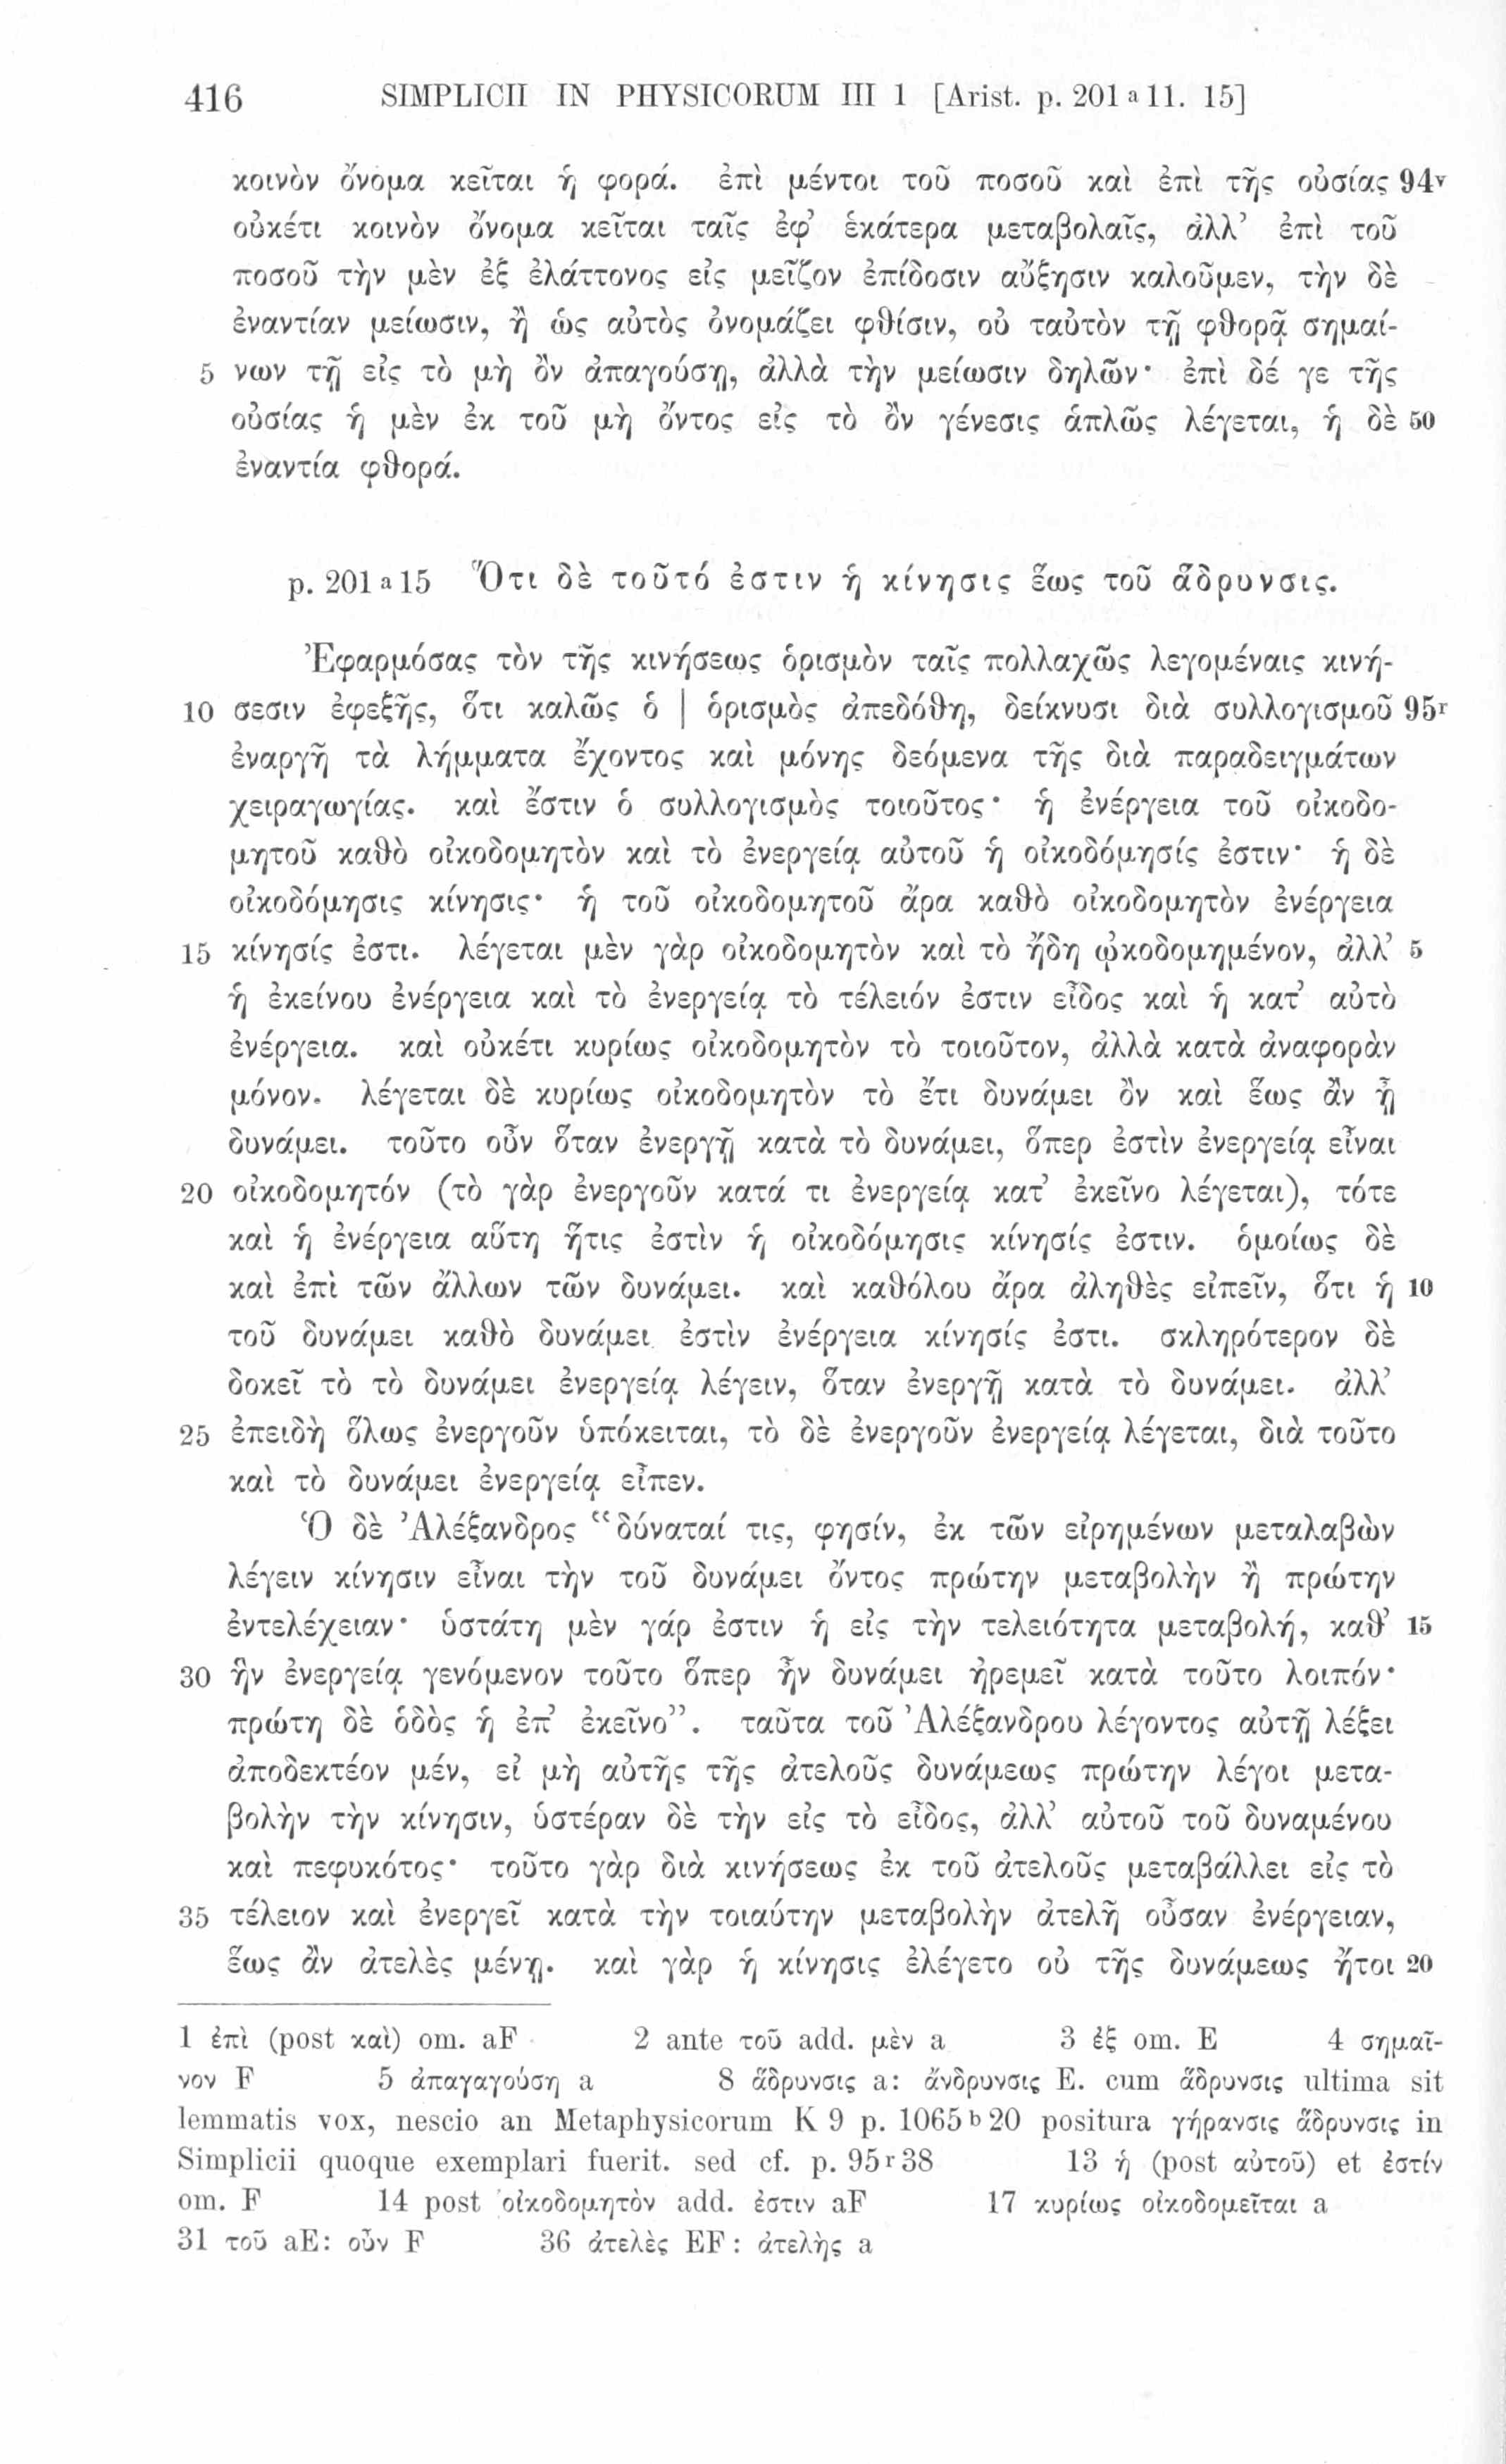 416 SIMPLICII IN PHYSICORUM III 1 [Arist. p. 201 a 11. 15]
κοινὸν ὄνομα κεῖται ἡ φορά. ἐπὶ μέντοι τοῦ ποσοῦ καὶ ἐπὶ τῆς οὐσίας 94v
οὐκέτι κοινὸν ὄνομα κεῖται ταῖς ἐφ’ ἑκάτερα μεταβολαῖς, ἀλλ’ ἐπὶ τοῦ
ποσοῦ τὴν μὲν ἐξ ἐλάττονος εἰς μεῖζον ἐπίδοσιν αὔξησιν καλοῦμεν, τὴν δὲ
ἐναντίαν μείωσιν, ἢ ὡς αὐτὸς ὀνομάζει φθίσιν, οὐ ταὐτὸν τῇ φθορᾷ σημαί-
5 νων τῇ εἰς τὸ μὴ ὂν ἀπαγούσῃ, ἀλλὰ τὴν μείωσιν δηλῶν· ἐπὶ δέ γε τῆς
οὐσίας ἡ μὲν ἐκ τοῦ μὴ ὄντος εἰς τὸ ὂν γένεσις ἁπλῶς λέγεται, ἡ δὲ 50
ἐναντία φθορά.
p. 201 a 15 Ὅτι δὲ τοῦτό ἐστιν ἡ κίνησις ἕως τοῦ ἅδρυνσις.
Ἐφαρμόσας τὸν τῆς κινήσεως ὁρισμὸν ταῖς πολλαχῶς λεγομέναις κινή-
10 σεσιν ἐφεξῆς, ὅτι καλῶς ὁ | ὁρισμὸς ἀπεδόθη, δείκνυσι διὰ συλλογισμοῦ 95r
ἐναργῆ τὰ λήμματα ἔχοντος καὶ μόνης δεόμενα τῆς διὰ παραδειγμάτων
χειραγωγίας. καὶ ἔστιν ὁ συλλογισμὸς τοιοῦτος· ἡ ἐνέργεια τοῦ οἰκοδο-
μητοῦ καθὸ οἰκοδομητὸν καὶ τὸ ἐνεργείᾳ αὐτοῦ ἡ οἰκοδόμησίς ἐστιν· ἡ δὲ
οἰκοδόμησις κίνησις· ἡ τοῦ οἰκοδομητοῦ ἄρα καθὸ οἰκοδομητὸν ἐνέργεια
15 κίνησίς ἐστι. λέγεται μὲν γὰρ οἰκοδομητὸν καὶ τὸ ἤδη ᾠκοδομημένον, ἀλλ’ 5
ἡ ἐκείνου ἐνέργεια καὶ τὸ ἐνεργείᾳ τὸ τέλειόν ἐστιν εἶδος καὶ ἡ κατ’ αὐτὸ
ἐνέργεια. καὶ οὐκέτι κυρίως οἰκοδομητὸν τὸ τοιοῦτον, ἀλλὰ κατὰ ἀναφορὰν
μόνον. λέγεται δὲ κυρίως οἰκοδομητὸν τὸ ἔτι δυνάμει ὂν καὶ ἕως ἂν ᾖ
δυνάμει. τοῦτο οὖν ὅταν ἐνεργῇ κατὰ τὸ δυνάμει, ὅπερ ἐστὶν ἐνεργείᾳ εἶναι
20 οἰκοδομητόν (τὸ γὰρ ἐνεργοῦν κατά τι ἐνεργείᾳ κατ’ ἐκεῖνο λέγεται), τότε
καὶ ἡ ἐνέργεια αὕτη ἥτις ἐστὶν ἡ οἰκοδόμησις κίνησίς ἐστιν. ὁμοίως δὲ
καὶ ἐπὶ τῶν ἄλλων τῶν δυνάμει. καὶ καθόλου ἄρα ἀληθὲς εἰπεῖν, ὅτι ἡ 10
τοῦ δυνάμει καθὸ δυνάμει ἐστὶν ἐνέργεια κίνησίς ἐστι. σκληρότερον δὲ
δοκεῖ τὸ τὸ δυνάμει ἐνεργείᾳ λέγειν, ὅταν ἐνεργῇ κατὰ τὸ δυνάμει. ἀλλ’
25 ἐπειδὴ ὅλως ἐνεργοῦν ὑπόκειται, τὸ δὲ ἐνεργοῦν ἐνεργείᾳ λέγεται, διὰ τοῦτο
καὶ τὸ δυνάμει ἐνεργείᾳ εἶπεν.
Ὁ δὲ Ἀλέξανδρος “δύναταί τις, φησίν, ἐκ τῶν εἰρημένων μεταλαβὼν
λέγειν κίνησιν εἶναι τὴν τοῦ δυνάμει ὄντος πρώτην μεταβολὴν ἢ πρώτην
ἐντελέχειαν· ὑστάτη μὲν γάρ ἐστιν ἡ εἰς τὴν τελειότητα μεταβολή, καθ’ 15
30 ἣν ἐνεργείᾳ γενόμενον τοῦτο ὅπερ ἦν δυνάμει ἠρεμεῖ κατὰ τοῦτο λοιπόν·
πρώτη δὲ ὁδὸς ἡ ἐπ’ ἐκεῖνο”. ταῦτα τοῦ Ἀλέξανδρου λέγοντος αὐτῇ λέξει
ἀποδεκτέον μέν, εἰ μὴ αὐτῆς τῆς ἀτελοῦς δυνάμεως πρώτην λέγοι μετα-
βολὴν τὴν κίνησιν, ὑστέραν δὲ τὴν εἰς τὸ εἶδος, ἀλλ’ αὐτοῦ τοῦ δυναμένου
καὶ πεφυκότος· τοῦτο γὰρ διὰ κινήσεως ἐκ τοῦ ἀτελοῦς μεταβάλλει εἰς τὸ
35 τέλειον καὶ ἐνεργεῖ κατὰ τὴν τοιαύτην μεταβολὴν ἀτελῆ οὖσαν ἐνέργειαν,
ἕως ἂν ἀτελὲς μένῃ. καὶ γὰρ ἡ κίνησις ἐλέγετο οὐ τῆς δυνάμεως ἤτοι 20
1 ἐπὶ (post καὶ) om. aF 2 ante τοῦ add. μὲν a 3 ἐξ om. E 4 σημαῖ-
νον F 5 ἀπαγαγούσῃ a 8 ἅδρυνσις a: ἄνδρυνσις E. cum ἅδρυνσις ultima sit
lemmatis vox, nescio an Metaphysicorum K 9 p. 1065 b 20 positura γήρανσις ἅδρυνσις in
Simplicii quoque exemplari fuerit. sed cf. p. 95 r 38 13 ἡ (post αὐτοῦ) et ἐστίν
om. F 14 post οἰκοδομητὸν add. ἐστιν aF 17 κυρίως οἰκοδομεῖται a
31 τοῦ aE: οὖν F 36 ἀτελὲς EF: ἀτελὴς a